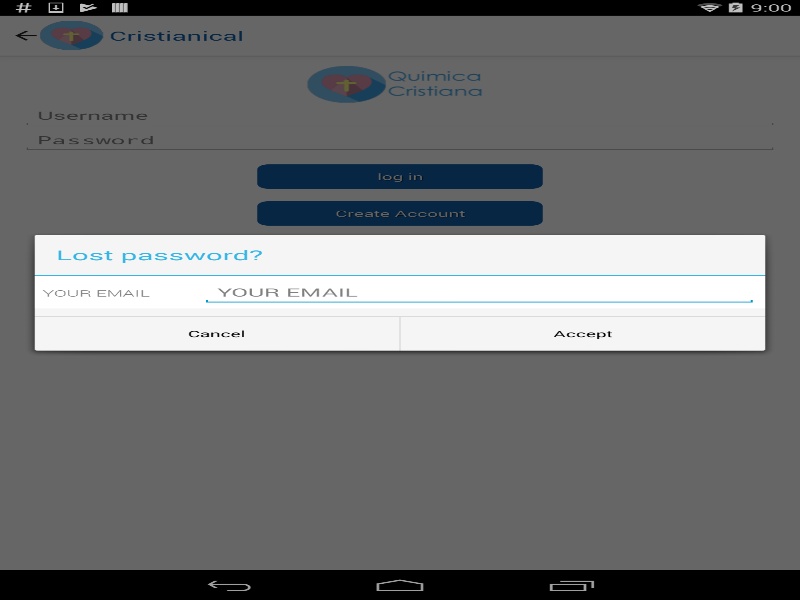 9:00
Cristianical
Quimica
Cristiana
Username
Password
log in
Create Account
Lost password?
YOUR EMAIL YOUR EMAIL
Cancel Accept